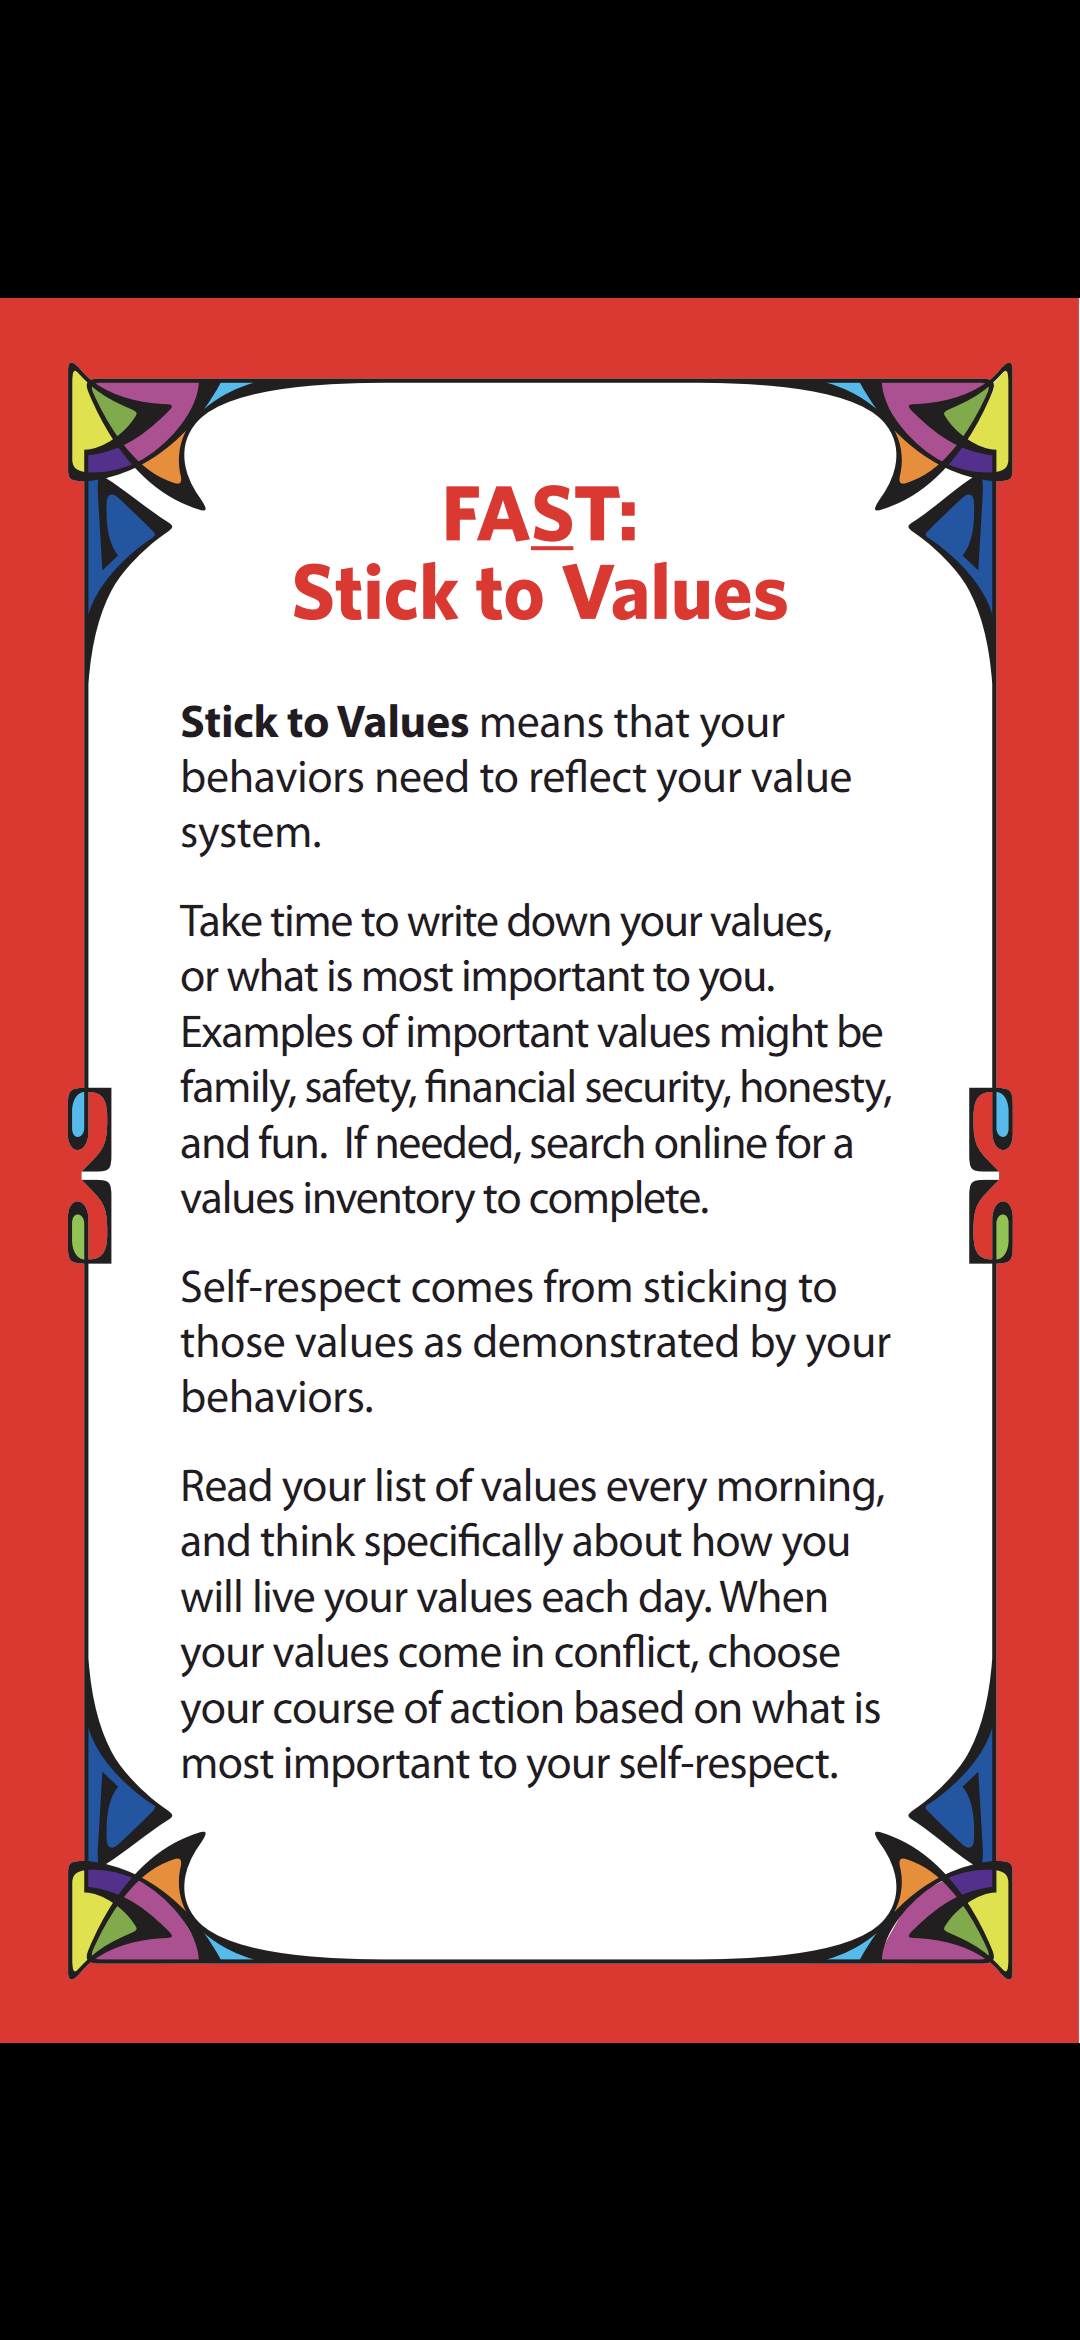 FAST:
Stick to Values
Stick to Values means that your
behaviors need to reflect your value
system.
Take time to write down your values,
or what is most important to you.
Examples of important values might be
family, safety, financial security, honesty,
and fun.  If needed, search online for a
values inventory to complete.
Self-respect comes from sticking to
those values as demonstrated by your
behaviors.
Read your list of values every morning,
and think specifically about how you
will live your values each day. When
your values come in conflict, choose
your course of action based on what is
most important to your self-respect.